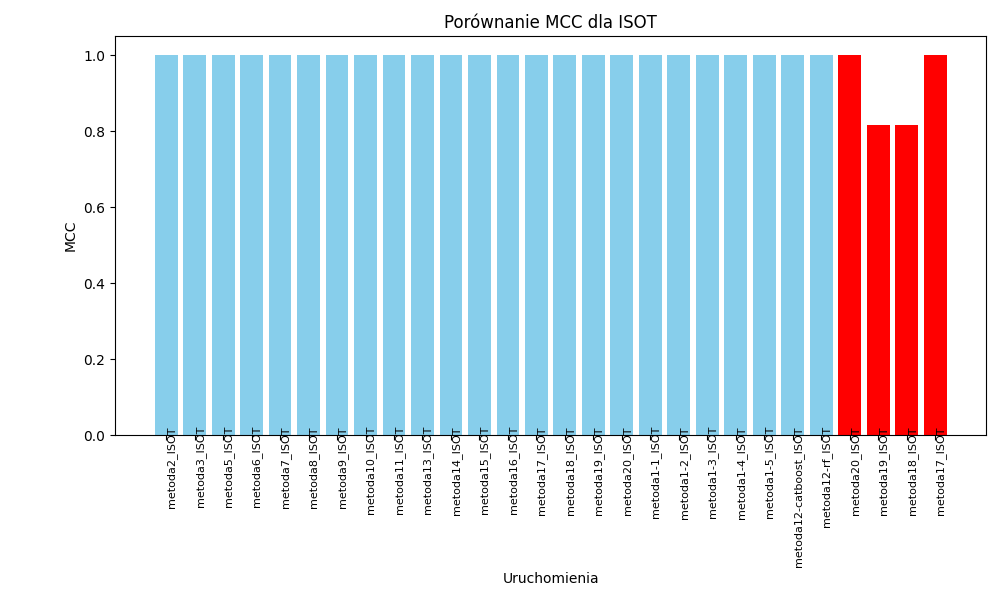 Porównanie MCC dla ISOT
1.0
0.8
0.6
0.4
0.2
0.0
MCC
metoda2_ISOT
metoda3_ISOT
metoda5_ISOT
metoda6_ISOT
metoda7_ISOT
metoda8_ISOT
metoda9_ISOT
metoda10_ISOT
metoda11_ISOT
metoda13_ISOT
metoda14_ISOT
metoda15_ISOT
metoda16_ISOT
metoda17_ISOT
metoda18_ISOT
metoda19_ISOT
metoda20_ISOT
metoda1-1_ISOT
metoda1-2_ISOT
metoda1-3_ISOT
metoda1-4_ISOT
metoda1-5_ISOT
metoda12-catboost_ISOT
metoda12-rf_ISOT
metoda20_ISOT
metoda19_ISOT
metoda18_ISOT
metoda17_ISOT
Uruchomienia